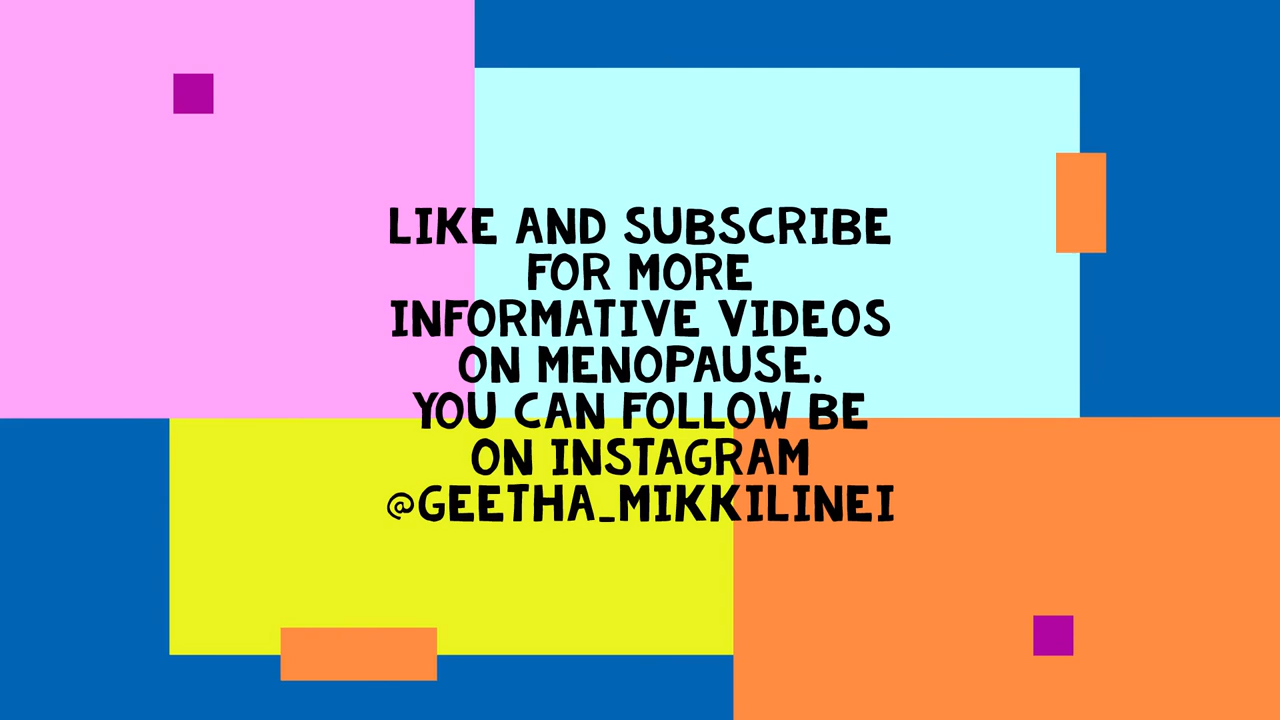 LIKE AND SUBSCRIBE
FOR MORE
INFORMATIVE VIDEOS
ON MENOPAUSE.
YOU CAN FOLLOW BE
ON INSTAGRAM
@GEETHA_MIKKILINEI